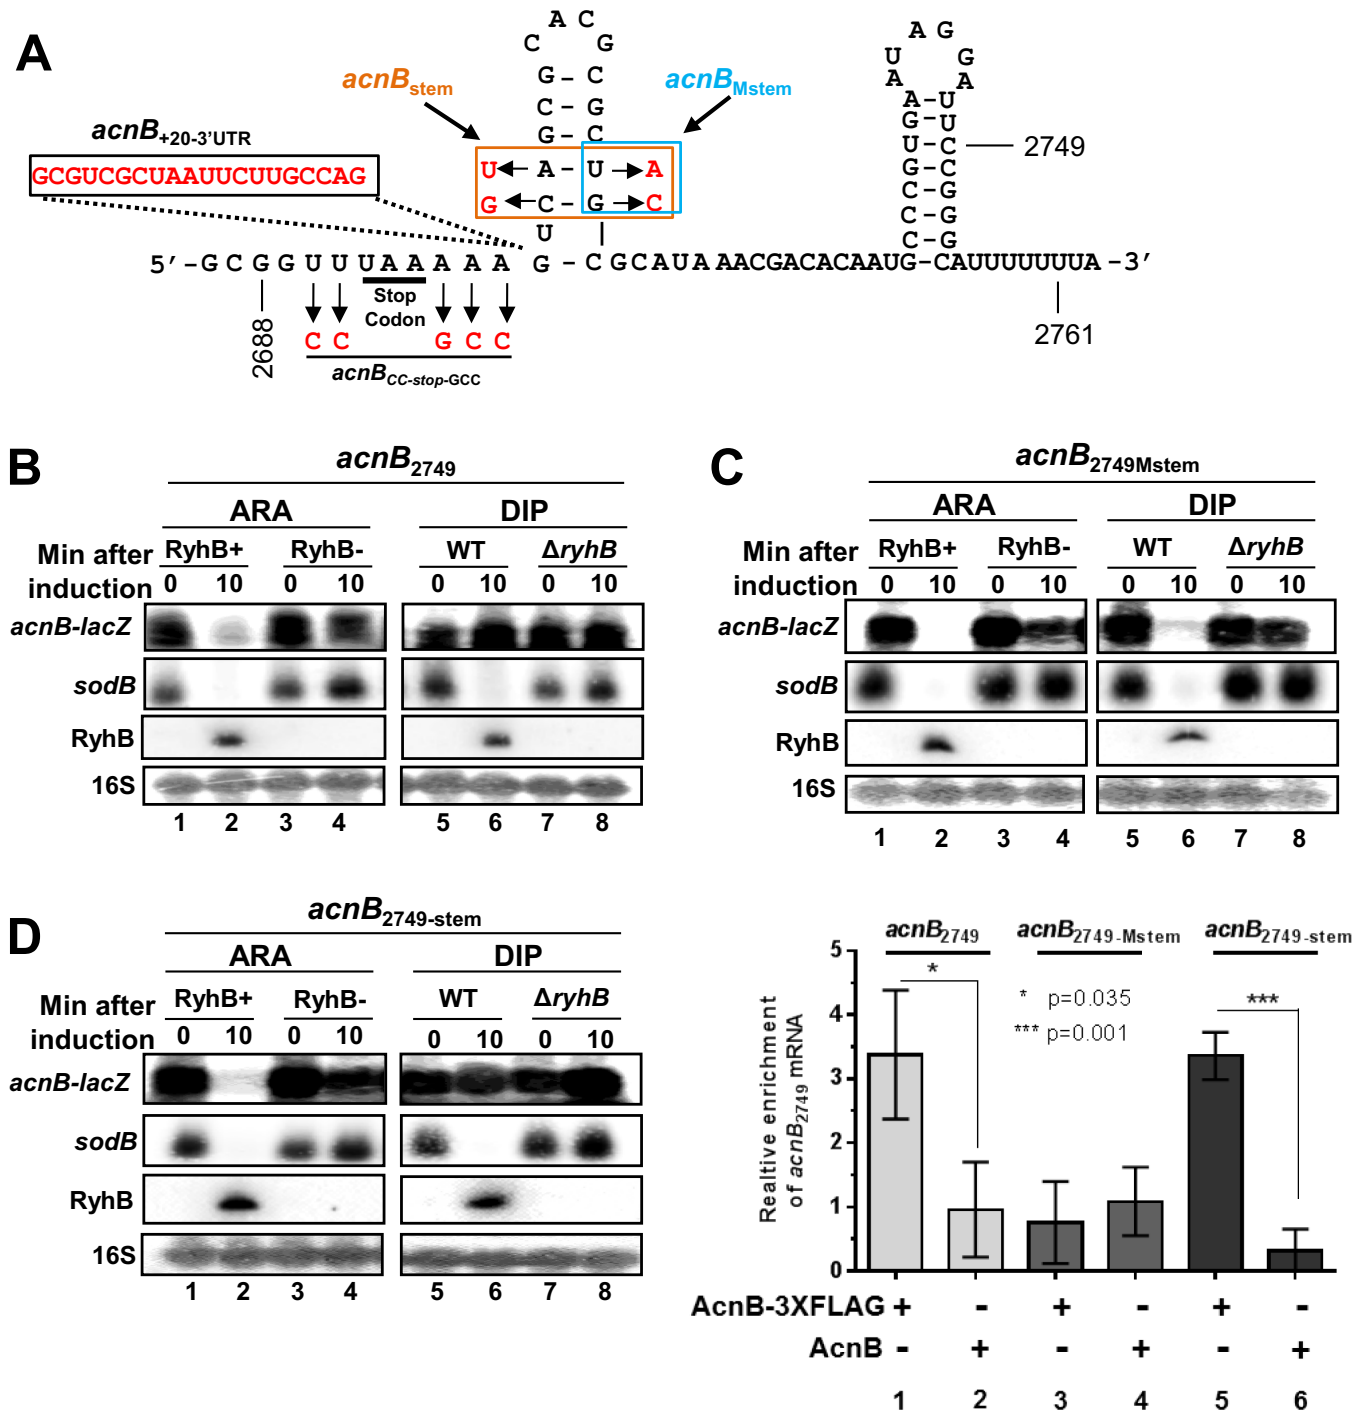 A
acnB stem
acnB Mstem
acnB +20-3'UTR
GCGUCGCUAAUUCUUGCCAG
A C
C G
G – C
C – G
G – C
U A – U A
G C – G C
U
5' –GCGGUUUUAAAAA G – CGCAUAAACGACACAAUG–CAUUUUUUUA–3'
A G
U G
A A
A–U
G–U
U–C
G–C
C–G
C–G
C–G
2749
Stop
Codon
C C G C C
2688
2761
acnB CC-stop-GCC
B
acnB2749
ARA DIP
Min after induction
RyhB+ RyhB- WT ΔryhB
0 10 0 10 0 10 0 10
acnB-lacZ
sodB
RyhB
16S
1 2 3 4 5 6 7 8
C
acnB2749Mstem
ARA DIP
Min after induction
RyhB+ RyhB- WT ΔryhB
0 10 0 10 0 10 0 10
acnB-lacZ
sodB
RyhB
16S
1 2 3 4 5 6 7 8
D
acnB2749-stem
ARA DIP
Min after induction
RyhB+ RyhB- WT ΔryhB
0 10 0 10 0 10 0 10
acnB-lacZ
sodB
RyhB
16S
1 2 3 4 5 6 7 8
acnB2749 acnB2749-Mstem acnB2749-stem
* p=0.035
*** p=0.001
*
***
Realtive enrichment
of acnB2749 mRNA
5
4
3
2
1
0
AcnB-3XFLAG + - + - + -
AcnB - + - + - +
1 2 3 4 5 6